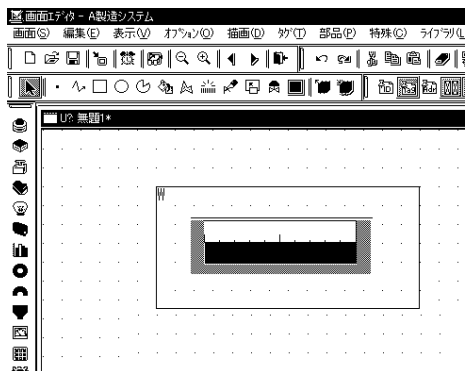 画面エディタ - A製造システム
画面(S) 編集(E) 表示(V) オプション(O) 描画(D) タグ(T) 部品(P) 特殊(C) ライブラリ(L
U?: 無題1*
W